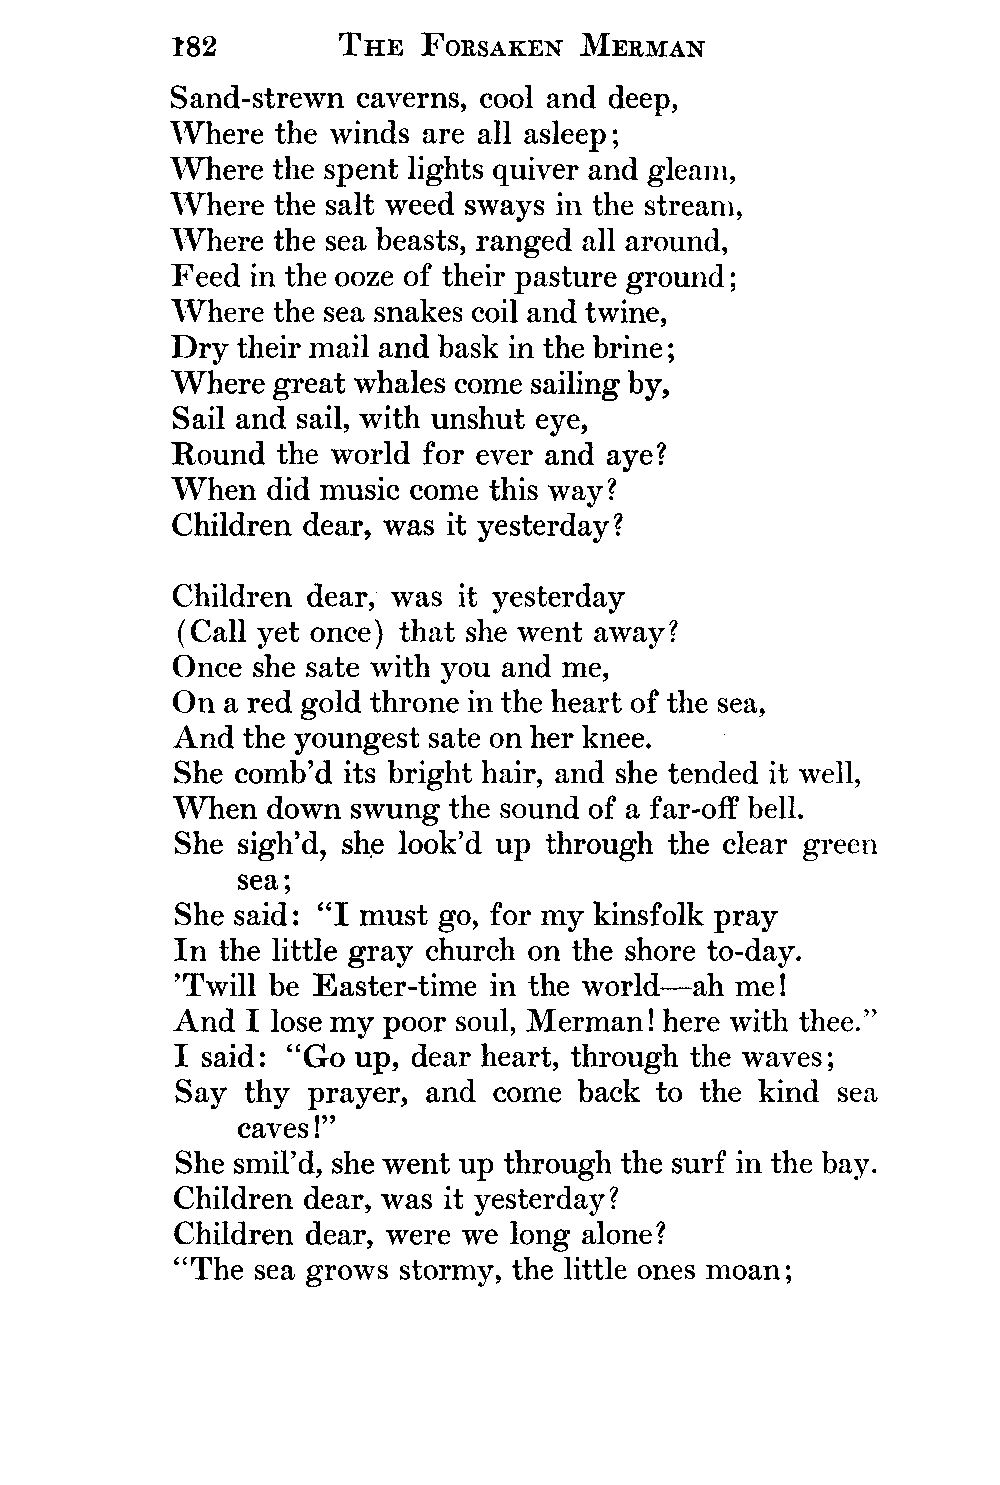 182 THE FORSAKEN MERMAN
Sand-strewn caverns, cool and deep,
Where the winds are all asleep;
Where the spent lights quiver and gleam,
Where the salt weed sways in the stream,
Where the sea beasts, ranged all around,
Feed in the ooze of their pasture ground;
Where the sea snakes coil and twine,
Dry their mail and bask in the brine;
Where great whales come sailing by,
Sail and sail, with unshut eye,
Round the world for ever and aye?
When did music come this way?
Children dear, was it yesterday?
Children dear, was it yesterday
(Call yet once) that she went away?
Once she sate with you and me,
On a red gold throne in the heart of the sea,
And the youngest sate on her knee.
She comb'd its bright hair, and she tended it well,
When down swung the sound of a far-off bell.
She sigh'd, she look'd up through the clear green
sea;
She said: “I must go, for my kinsfolk pray
In the little gray church on the shore to-day.
'Twill be Easter-time in the world—ah me!
And I lose my poor soul, Merman! here with thee.”
I said: “Go up, dear heart, through the waves;
Say thy prayer, and come back to the kind sea
caves!”
She smil'd, she went up through the surf in the bay.
Children dear, was it yesterday?
Children dear, were we long alone?
“The sea grows stormy, the little ones moan;